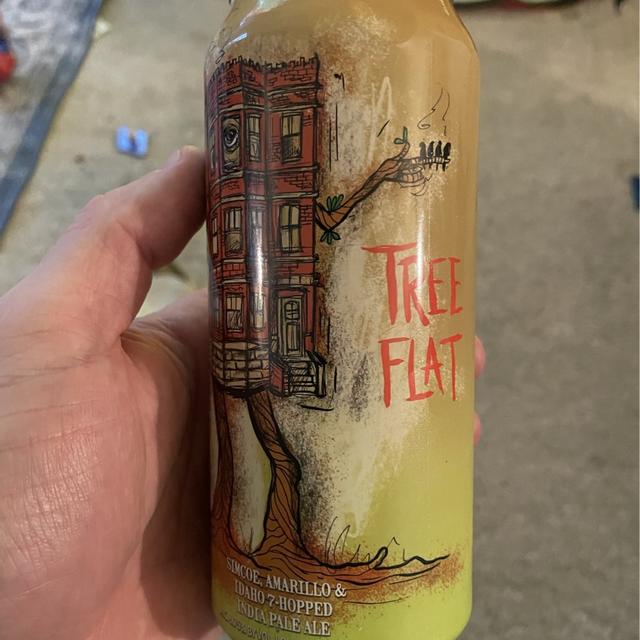 TREE
FLAT
SIMCOE, AMARILLO &
IDAHO 7-HOPPED
INDIA PALE ALE